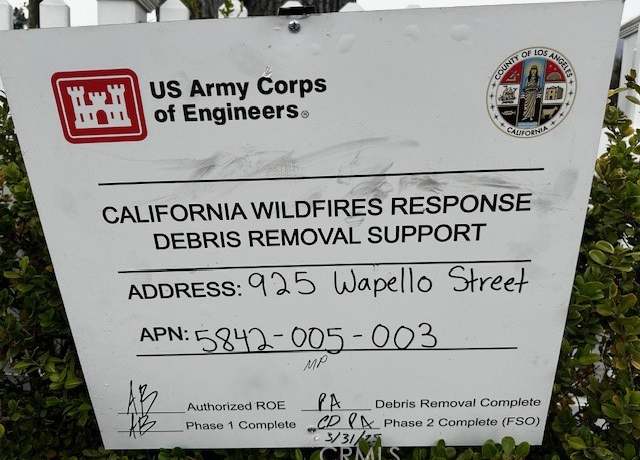 US Army Corps
of Engineers®
COUNTY OF LOS ANGELES
CALIFORNIA
CALIFORNIA WILDFIRES RESPONSE
DEBRIS REMOVAL SUPPORT
ADDRESS: 925 Wapello Street
APN: 5842-005-003
MP
AB Authorized ROE PA Debris Removal Complete
AB Phase 1 Complete CD PA Phase 2 Complete (FSO)
3/31/25
CRMLS